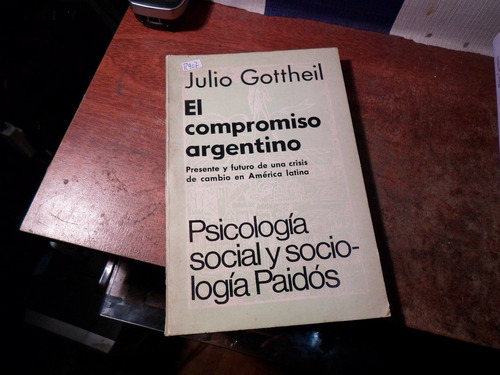 Julio Gottheil
El
compromiso
argentino
Presente y futuro de una crisis
de cambio en América latina
Psicología
social y socio-
logía Paidós